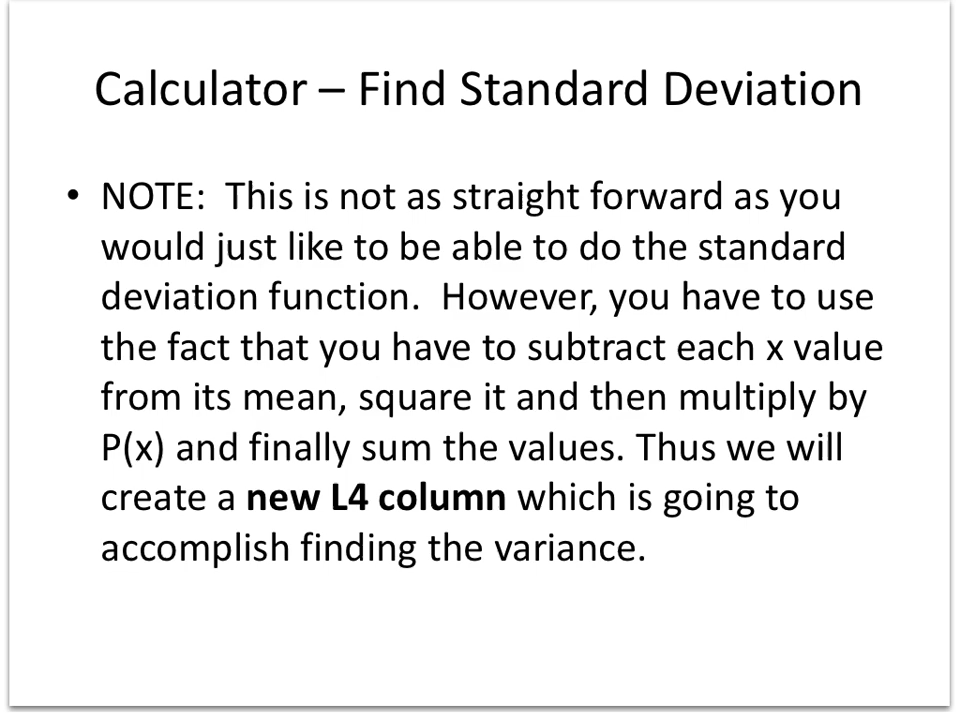 Calculator – Find Standard Deviation
• NOTE:  This is not as straight forward as you
would just like to be able to do the standard
deviation function.  However, you have to use
the fact that you have to subtract each x value
from its mean, square it and then multiply by
P(x) and finally sum the values. Thus we will
create a new L4 column which is going to
accomplish finding the variance.